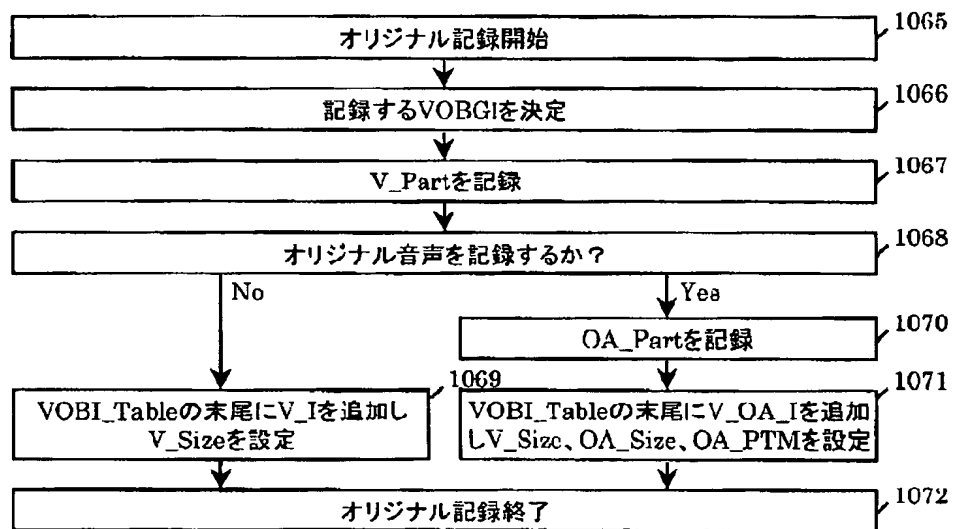 オリジナル記録開始
1065
記録するVOBGIを決定
1066
V_Partを記録
1067
オリジナル音声を記録するか？
1068
No
Yes
OA_Partを記録
1070
1069
VOBI_Tableの末尾にV_Iを追加し
V_Sizeを設定
1071
VOBI_Tableの末尾にV_OA_Iを追加
しV_Size、OA_Size、OA_PTMを設定
オリジナル記録終了
1072